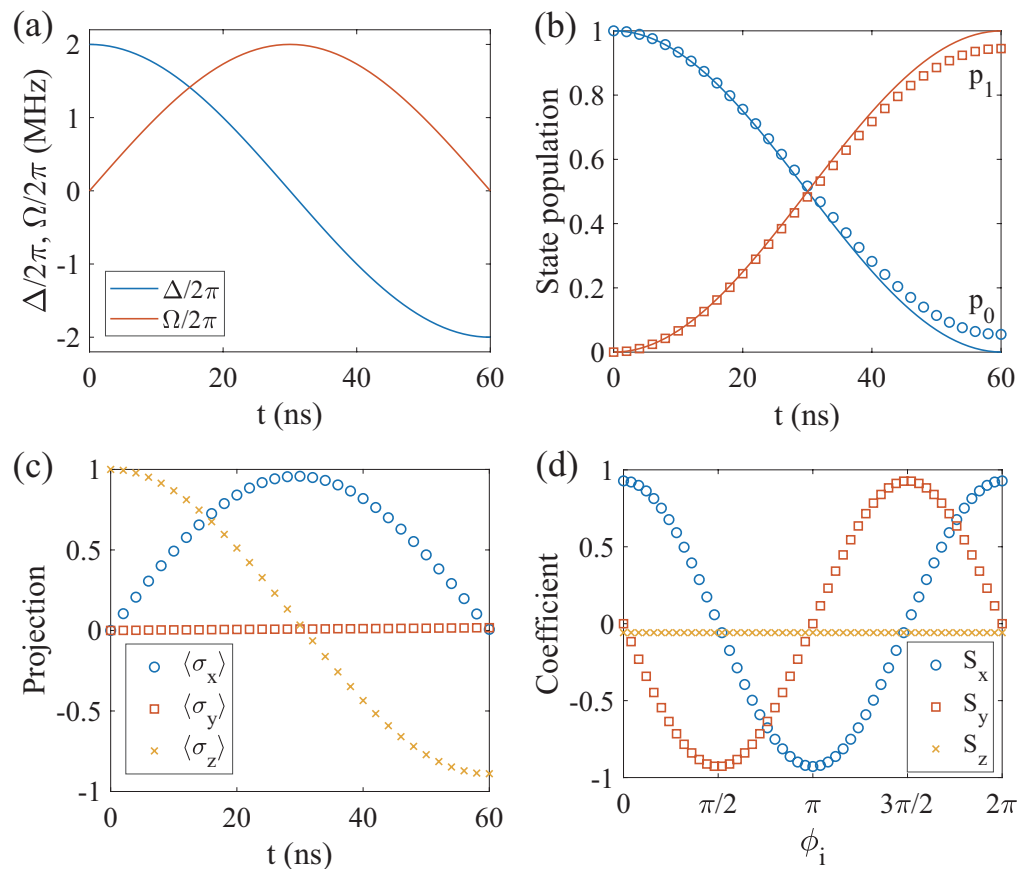 (a)
Δ/2π, Ω/2π (MHz)
2
1
0
-1
-2
Δ/2π
Ω/2π
0 20 40 60
t (ns)
(b)
State population
1
0.8
0.6
0.4
0.2
0
p1
p0
0 20 40 60
t (ns)
(c)
Projection
1
0.5
0
-0.5
-1
⟨σx⟩
⟨σy⟩
⟨σz⟩
0 20 40 60
t (ns)
(d)
Coefficient
1
0.5
0
-0.5
-1
Sx
Sy
Sz
0 π/2 π 3π/2 2π
ϕi